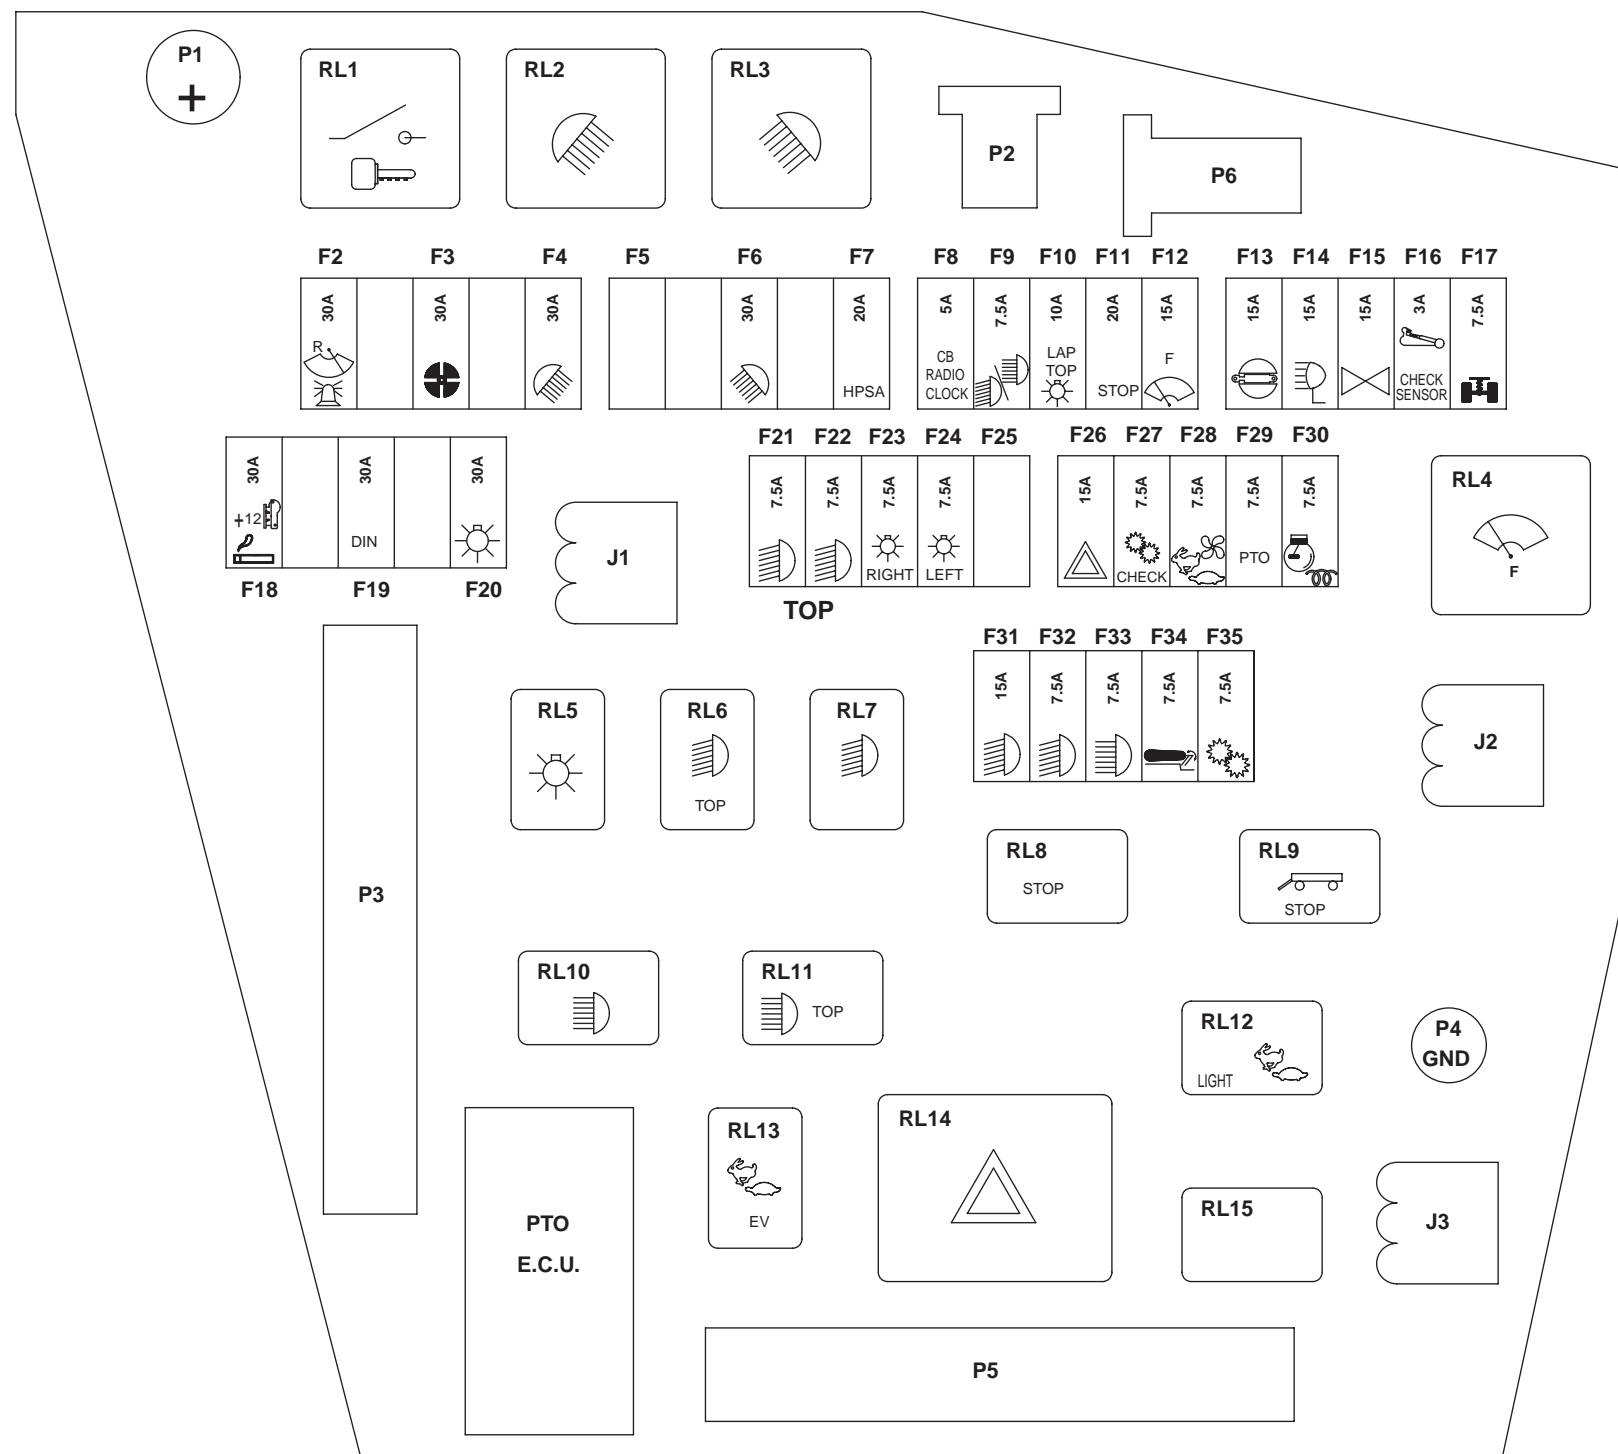 P1
+
RL1
RL2
RL3
P2
P6
F2 F3 F4 F5 F6 F7 F8 F9 F10 F11 F12 F13 F14 F15 F16 F17
30A 30A 30A 30A 20A 5A 7.5A 10A 20A 15A 15A 15A 15A 3A 7.5A
R
HPSA
CB
RADIO
CLOCK
LAP
TOP
STOP
F
CHECK
SENSOR
30A 30A 30A
+12
DIN
F18 F19 F20
J1
F21 F22 F23 F24 F25 F26 F27 F28 F29 F30
7.5A 7.5A 7.5A 7.5A 15A 7.5A 7.5A 7.5A 7.5A
RIGHT LEFT CHECK PTO
TOP
RL4
F
F31 F32 F33 F34 F35
15A 7.5A 7.5A 7.5A 7.5A
RL5
RL6
TOP
RL7
J2
RL8
STOP
RL9
STOP
P3
RL10
RL11
TOP
RL12
LIGHT
P4
GND
RL13
EV
RL14
RL15
J3
PTO
E.C.U.
P5